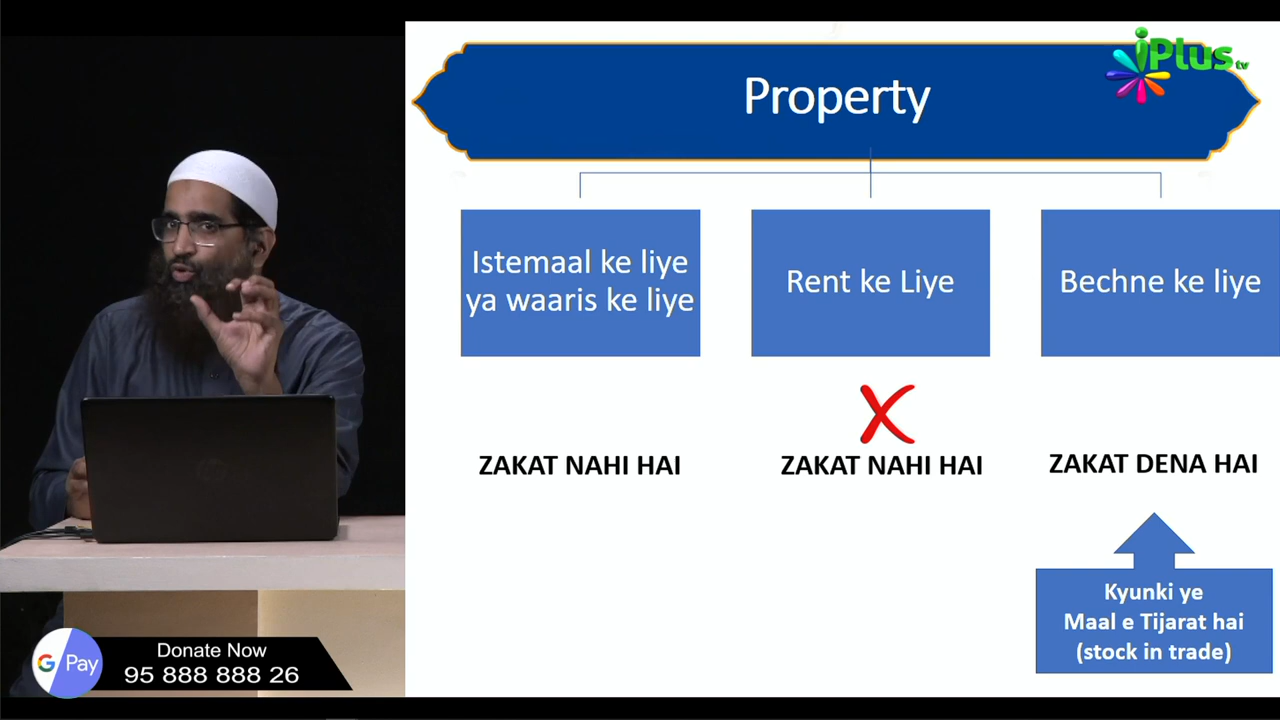 iPlus tv
Property
Istemaal ke liye
ya waaris ke liye
Rent ke Liye
Bechne ke liye
ZAKAT NAHI HAI
ZAKAT NAHI HAI
ZAKAT DENA HAI
Kyunki ye
Maal e Tijarat hai
(stock in trade)
G Pay
Donate Now
95 888 888 26